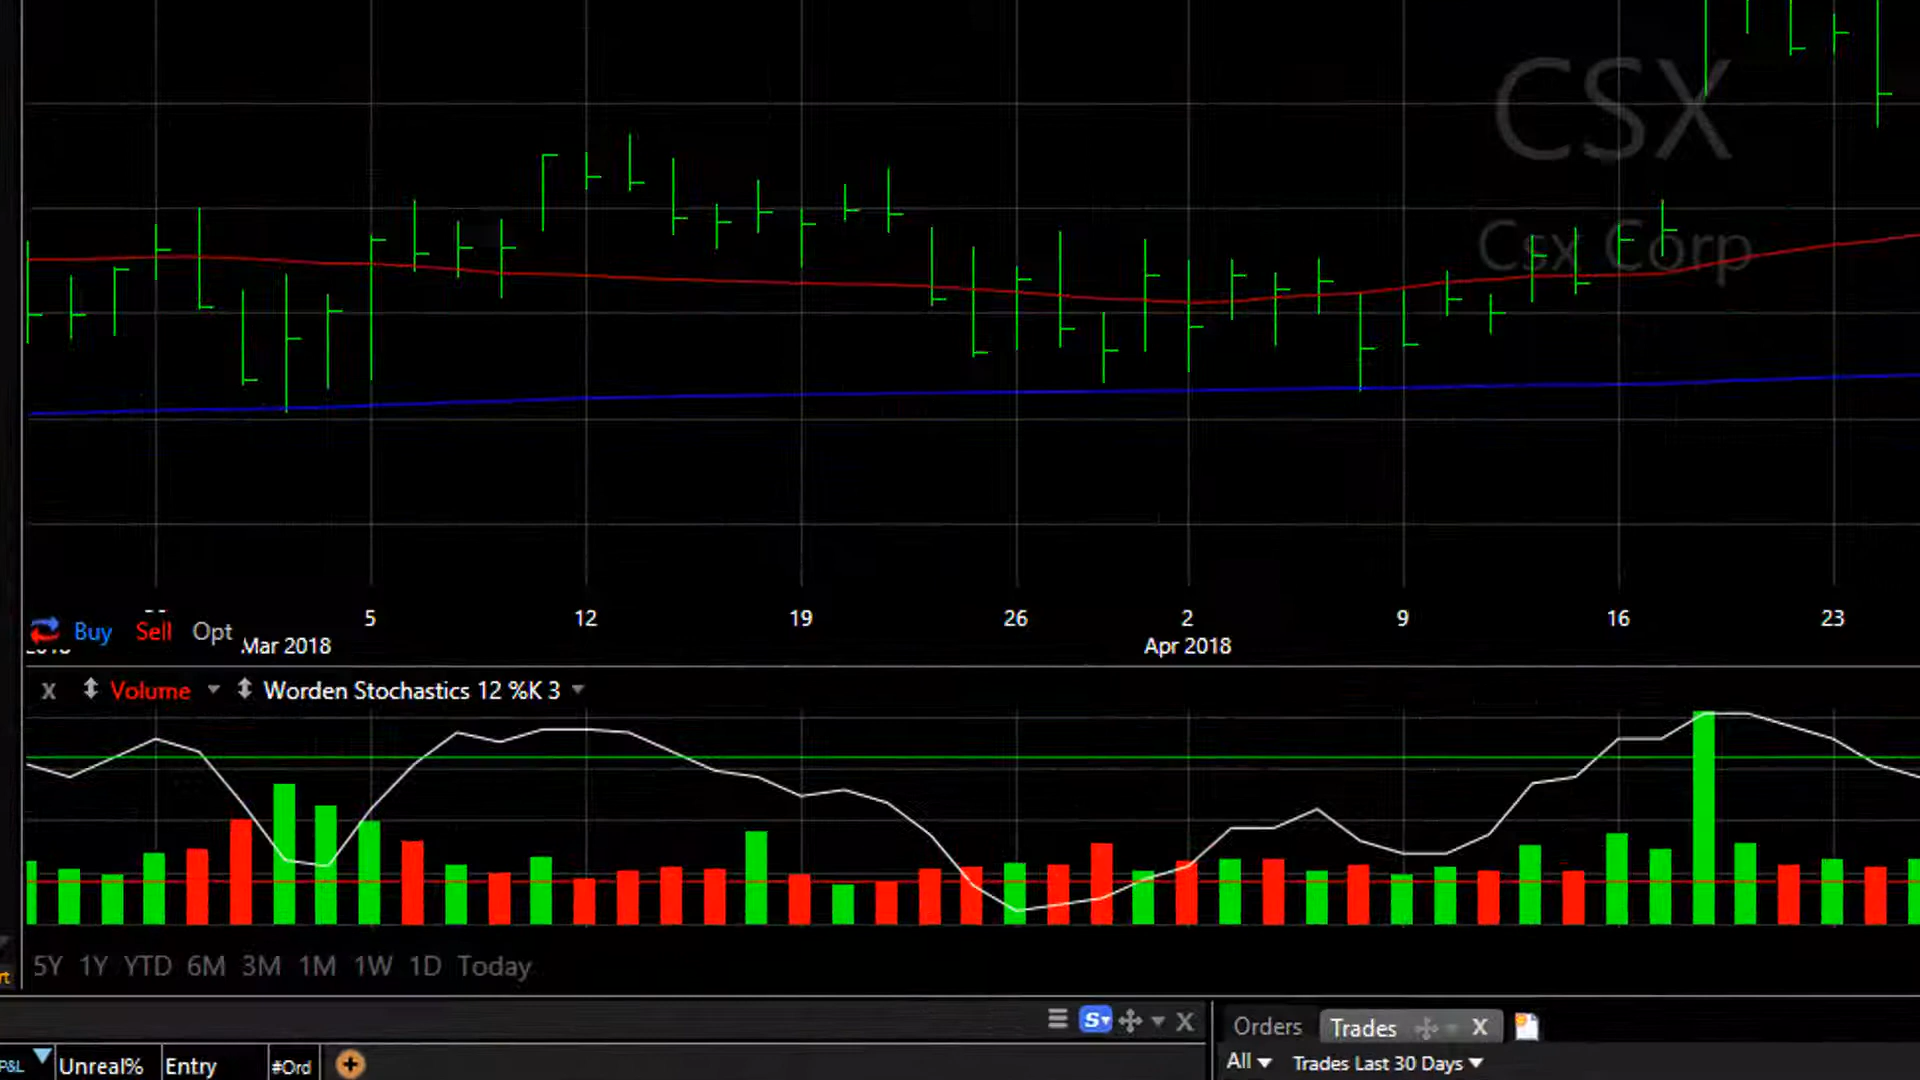 CSX
Csx Corp
5 12 19 26 2 9 16 23
Buy Sell Opt
Mar 2018 Apr 2018
x Volume Worden Stochastics 12 %K 3
5Y 1Y YTD 6M 3M 1M 1W 1D Today
S X Orders Trades X
P&L Unreal% Entry #Ord All Trades Last 30 Days